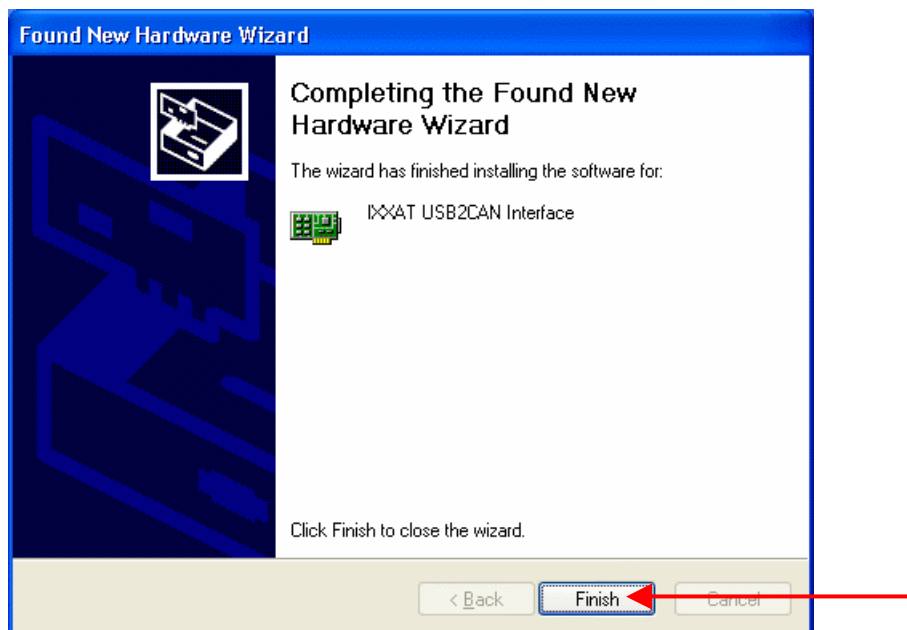 Found New Hardware Wizard
Completing the Found New
Hardware Wizard
The wizard has finished installing the software for:
IXXAT USB2CAN Interface
Click Finish to close the wizard.
< Back
Finish
Cancel